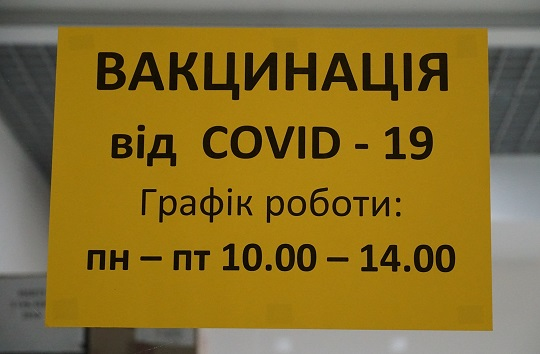 ВАКЦИНАЦІЯ
від COVID - 19
Графік роботи:
пн – пт 10.00 – 14.00